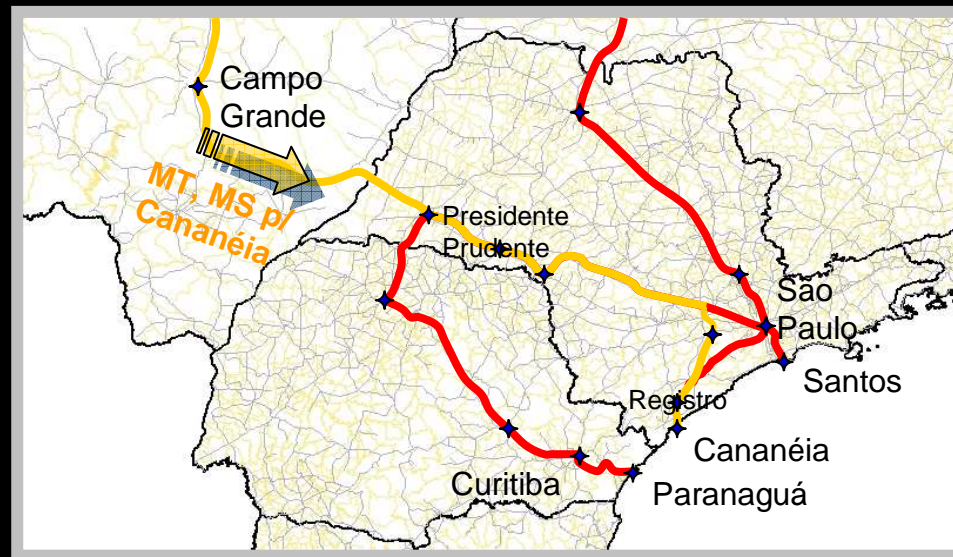 Campo
Grande
MT, MS p/
Cananéia
Presidente
Prudente
São
Paulo
Santos
Registro
Cananéia
Curitiba
Paranaguá